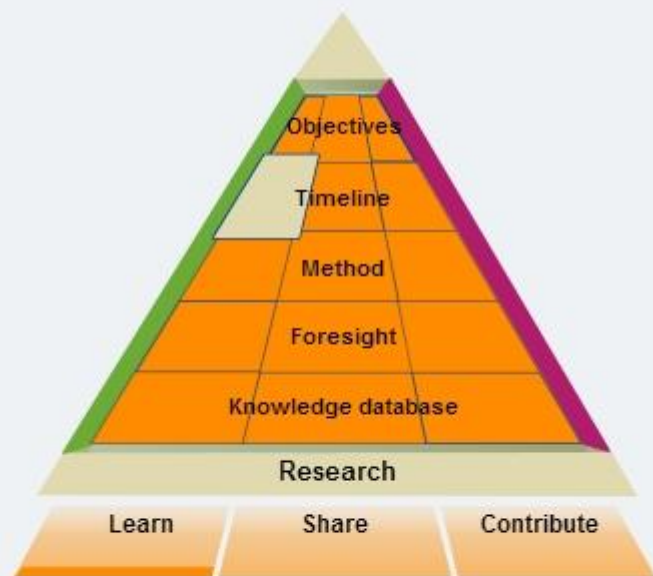 Objectives
Timeline
Method
Foresight
Knowledge database
Research
Learn Share Contribute